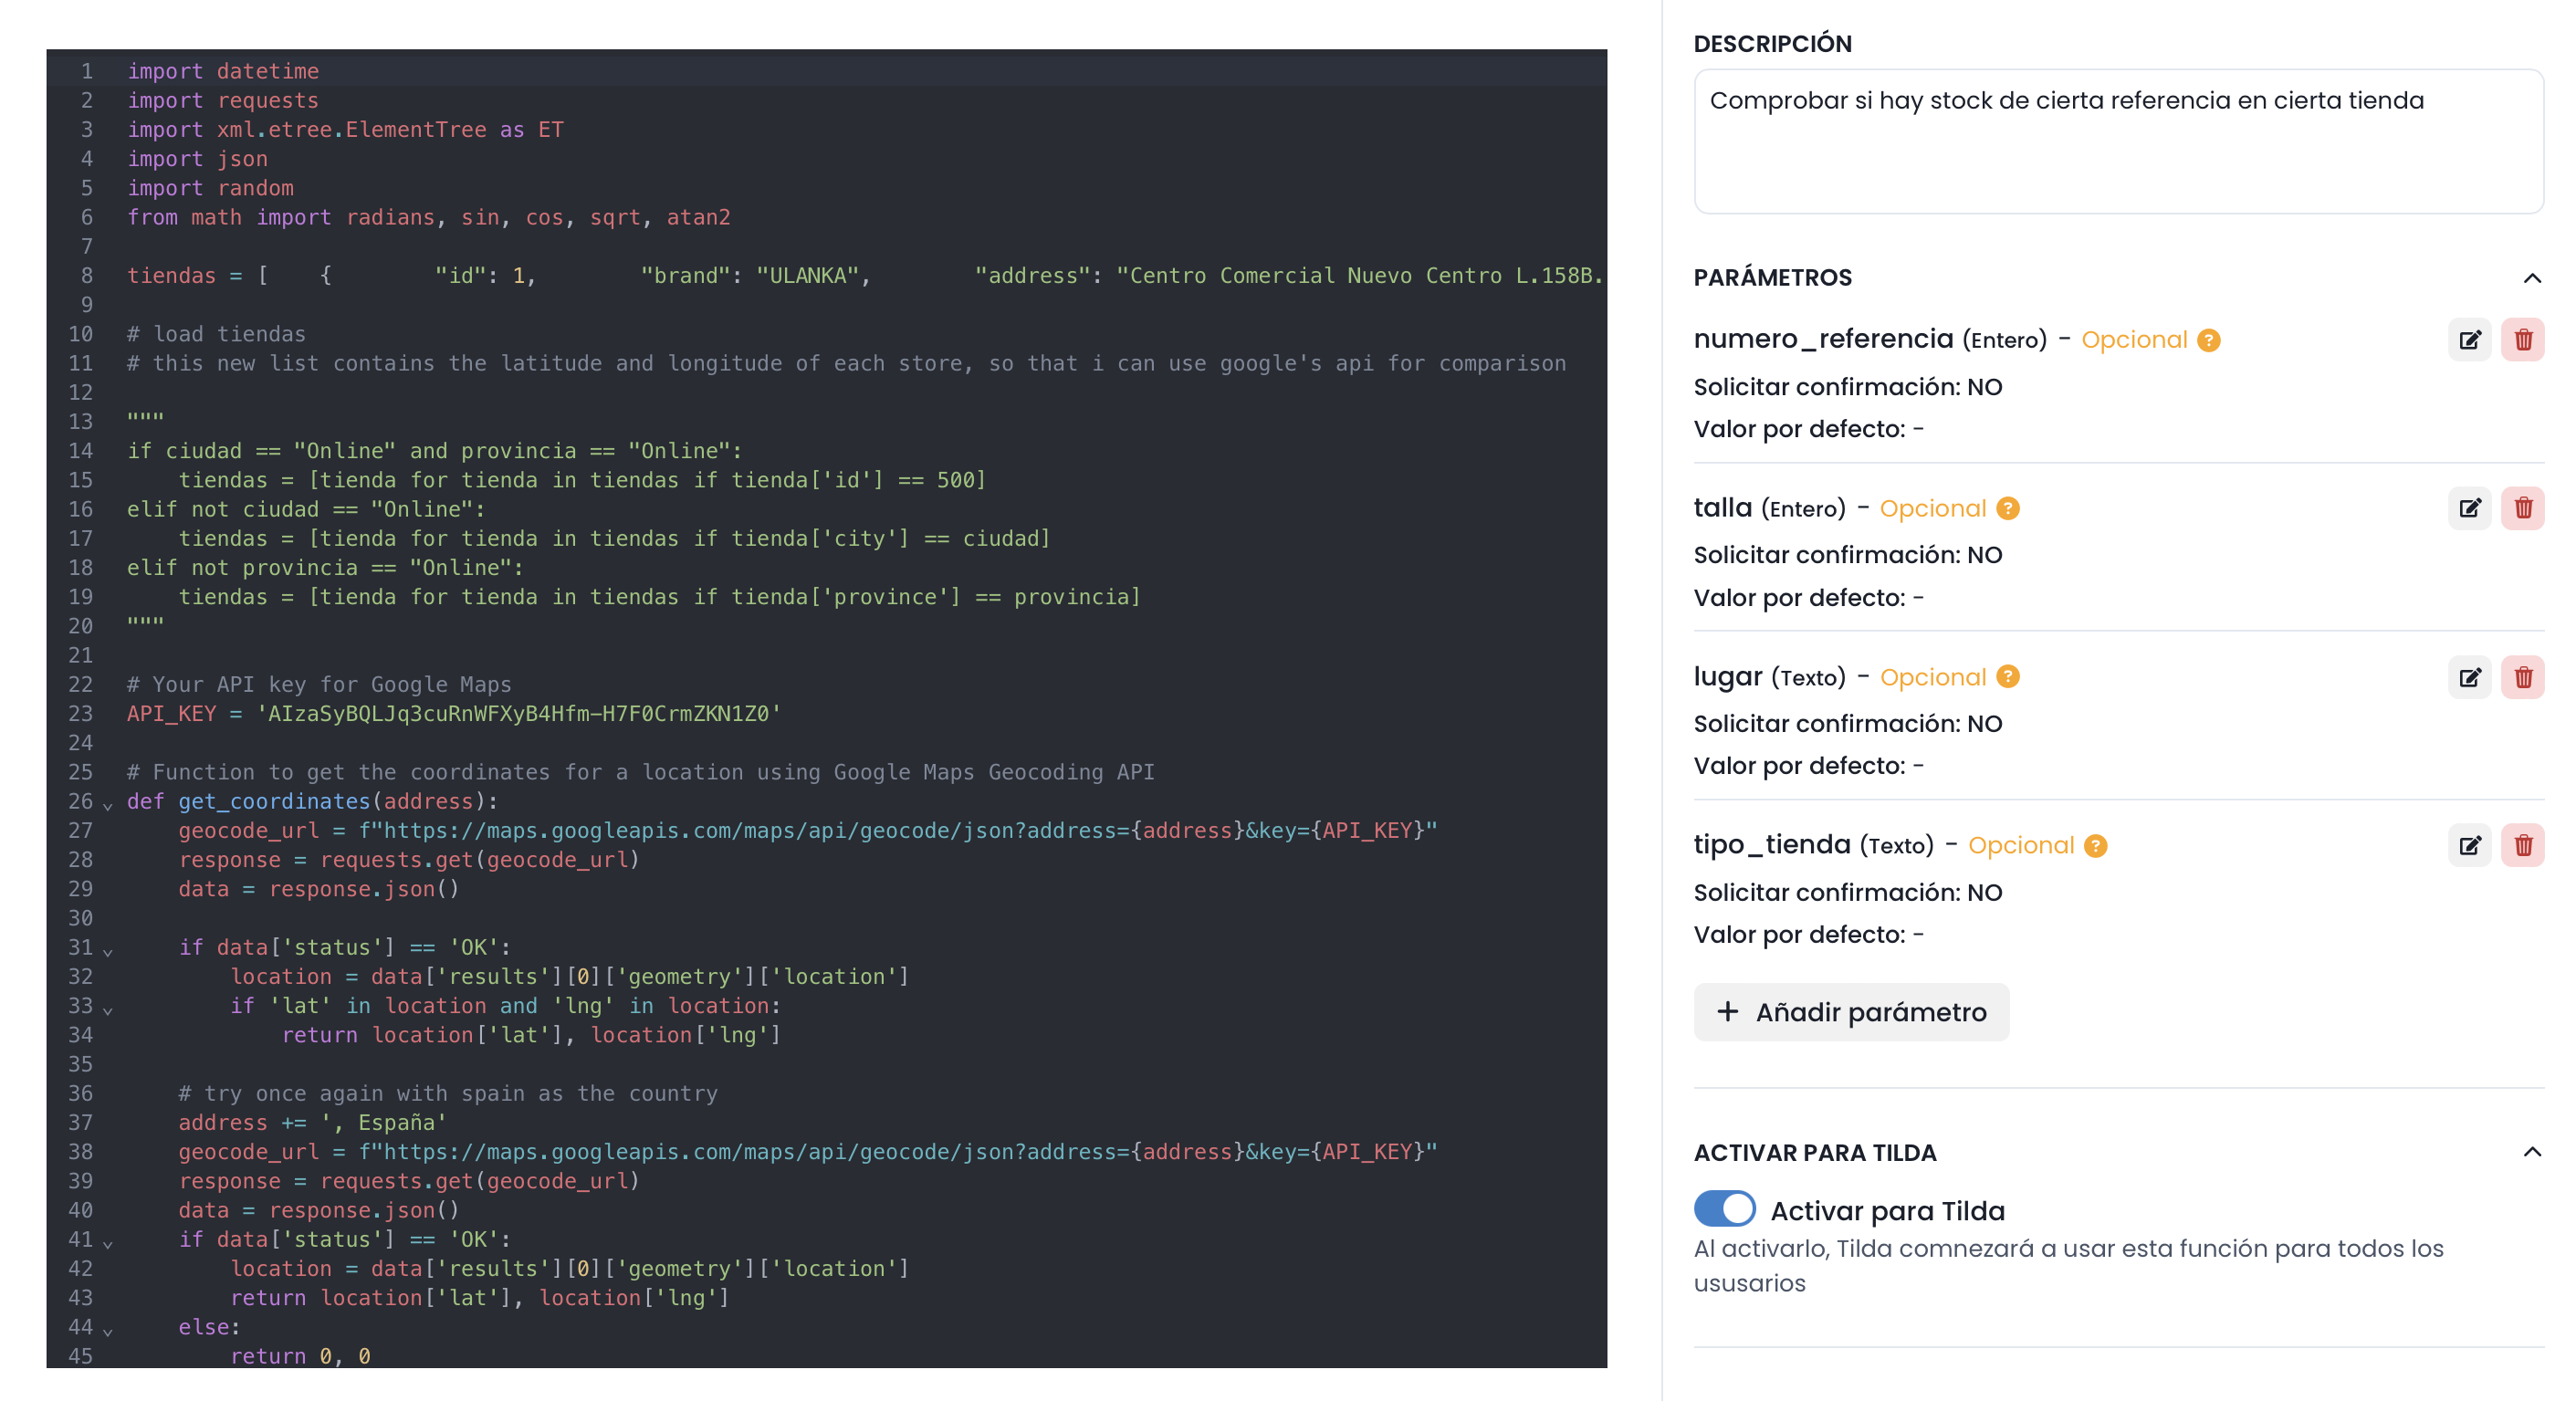 1 import datetime
2 import requests
3 import xml.etree.ElementTree as ET
4 import json
5 import random
6 from math import radians, sin, cos, sqrt, atan2
7
8 tiendas = [    {        "id": 1,        "brand": "ULANKA",        "address": "Centro Comercial Nuevo Centro L.158B.
9
10 # load tiendas
11 # this new list contains the latitude and longitude of each store, so that i can use google's api for comparison
12
13 """
14 if ciudad == "Online" and provincia == "Online":
15     tiendas = [tienda for tienda in tiendas if tienda['id'] == 500]
16 elif not ciudad == "Online":
17     tiendas = [tienda for tienda in tiendas if tienda['city'] == ciudad]
18 elif not provincia == "Online":
19     tiendas = [tienda for tienda in tiendas if tienda['province'] == provincia]
20 """
21
22 # Your API key for Google Maps
23 API_KEY = 'AIzaSyBQLJq3cuRnWFXyB4Hfm-H7F0CrmZKN1Z0'
24
25 # Function to get the coordinates for a location using Google Maps Geocoding API
26 def get_coordinates(address):
27     geocode_url = f"https://maps.googleapis.com/maps/api/geocode/json?address={address}&key={API_KEY}"
28     response = requests.get(geocode_url)
29     data = response.json()
30
31     if data['status'] == 'OK':
32         location = data['results'][0]['geometry']['location']
33         if 'lat' in location and 'lng' in location:
34             return location['lat'], location['lng']
35
36     # try once again with spain as the country
37     address += ', España'
38     geocode_url = f"https://maps.googleapis.com/maps/api/geocode/json?address={address}&key={API_KEY}"
39     response = requests.get(geocode_url)
40     data = response.json()
41     if data['status'] == 'OK':
42         location = data['results'][0]['geometry']['location']
43         return location['lat'], location['lng']
44     else:
45         return 0, 0
DESCRIPCIÓN
Comprobar si hay stock de cierta referencia en cierta tienda
PARÁMETROS
numero_referencia (Entero) - Opcional ?
Solicitar confirmación: NO
Valor por defecto: -
talla (Entero) - Opcional ?
Solicitar confirmación: NO
Valor por defecto: -
lugar (Texto) - Opcional ?
Solicitar confirmación: NO
Valor por defecto: -
tipo_tienda (Texto) - Opcional ?
Solicitar confirmación: NO
Valor por defecto: -
+ Añadir parámetro
ACTIVAR PARA TILDA
Activar para Tilda
Al activarlo, Tilda comnezará a usar esta función para todos los
ususarios